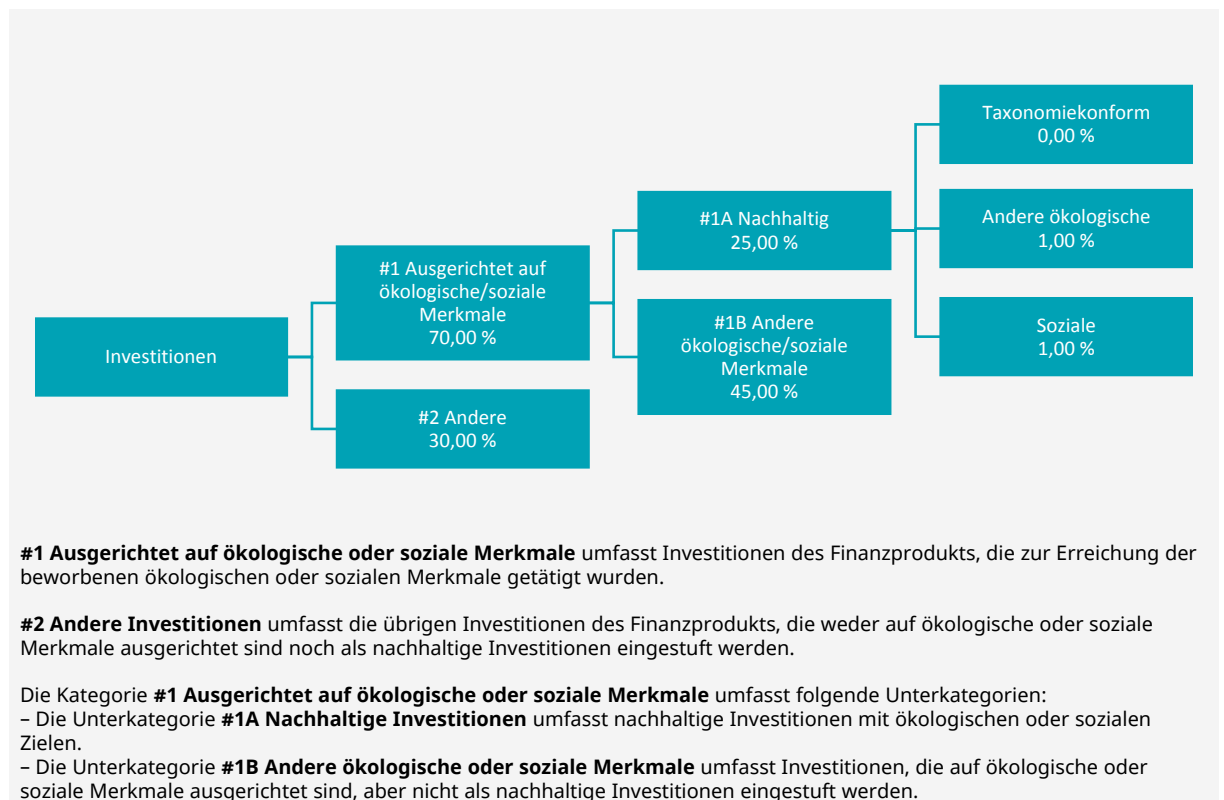 Taxonomiekonform
0,00 %
#1A Nachhaltig
25,00 %
Andere ökologische
1,00 %
#1 Ausgerichtet auf
ökologische/soziale
Merkmale
70,00 %
#1B Andere
ökologische/soziale
Merkmale
45,00 %
Soziale
1,00 %
Investitionen
#2 Andere
30,00 %
#1 Ausgerichtet auf ökologische oder soziale Merkmale umfasst Investitionen des Finanzprodukts, die zur Erreichung der
beworbenen ökologischen oder sozialen Merkmale getätigt wurden.
#2 Andere Investitionen umfasst die übrigen Investitionen des Finanzprodukts, die weder auf ökologische oder soziale
Merkmale ausgerichtet sind noch als nachhaltige Investitionen eingestuft werden.
Die Kategorie #1 Ausgerichtet auf ökologische oder soziale Merkmale umfasst folgende Unterkategorien:
– Die Unterkategorie #1A Nachhaltige Investitionen umfasst nachhaltige Investitionen mit ökologischen oder sozialen
Zielen.
– Die Unterkategorie #1B Andere ökologische oder soziale Merkmale umfasst Investitionen, die auf ökologische oder
soziale Merkmale ausgerichtet sind, aber nicht als nachhaltige Investitionen eingestuft werden.